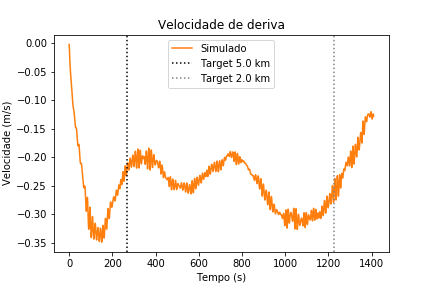 Velocidade de deriva
Simulado
Target 5.0 km
Target 2.0 km
0.00
−0.05
−0.10
−0.15
−0.20
−0.25
−0.30
−0.35
Velocidade (m/s)
0 200 400 600 800 1000 1200 1400
Tempo (s)